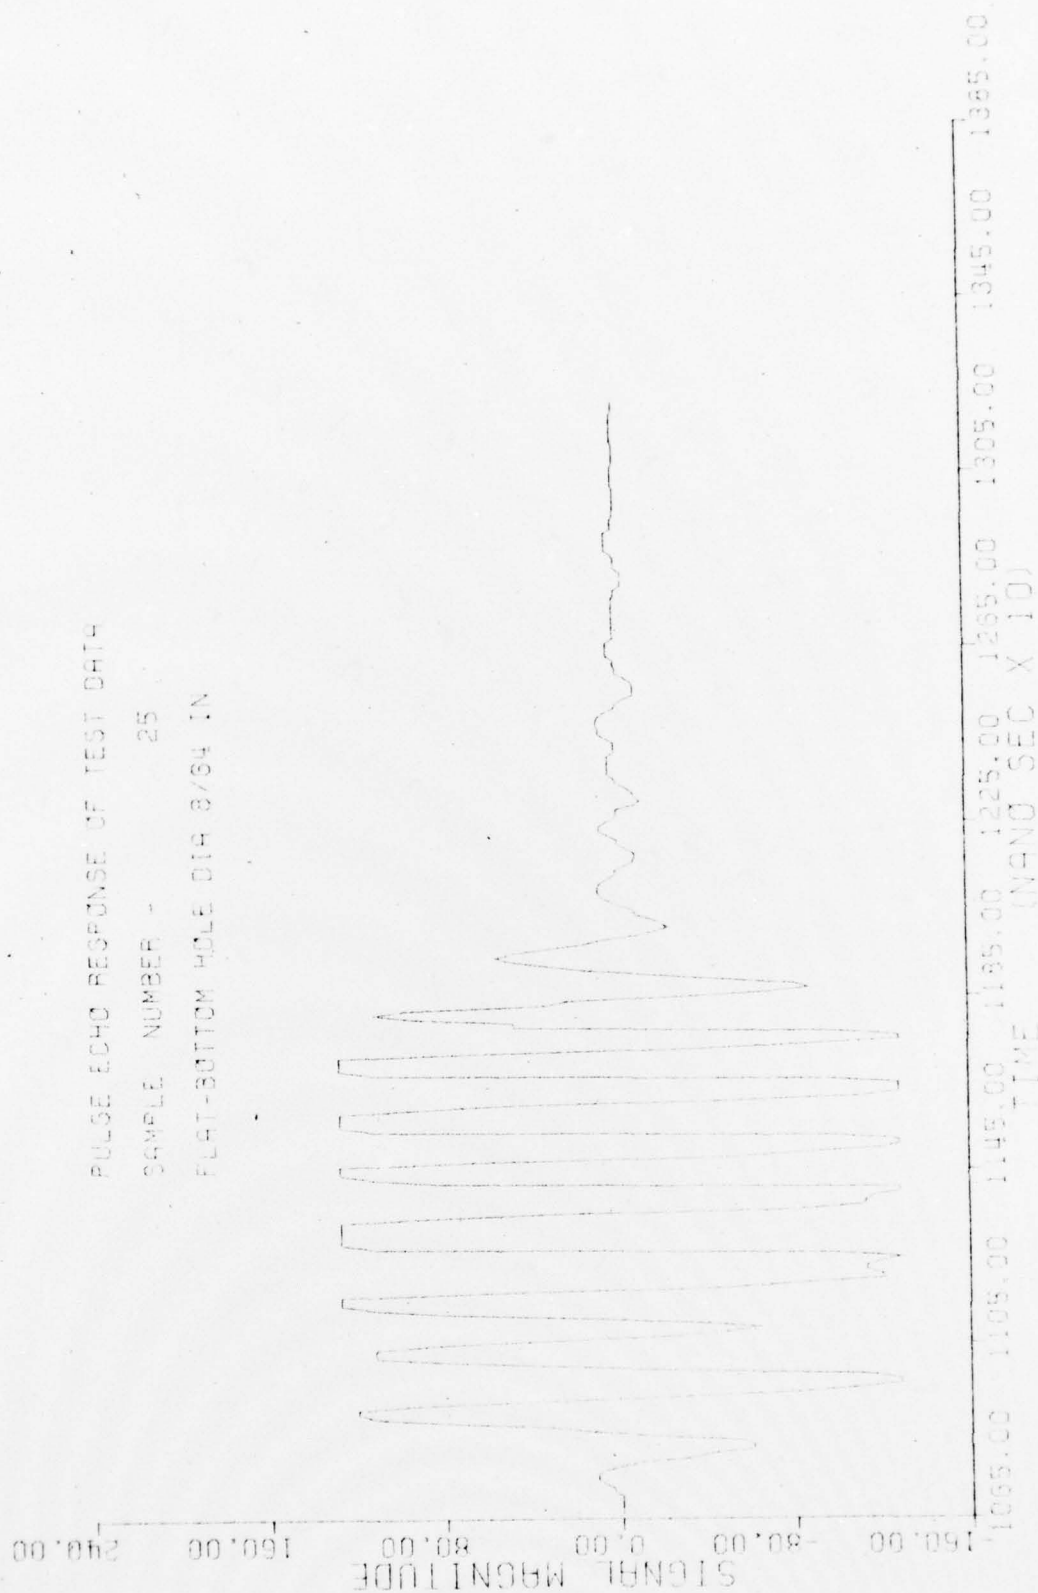 PULSE ECHO RESPONSE OF TEST DATA
SAMPLE NUMBER - 25
FLAT-BOTTOM HOLE DIA 8/64 IN
SIGNAL MAGNITUDE
240.00
160.00
80.00
0.00
-80.00
-160.00
1065.00 1105.00 1145.00 1185.00 1225.00 1265.00 1305.00 1345.00 1385.00
TIME (NANO SEC X 10)